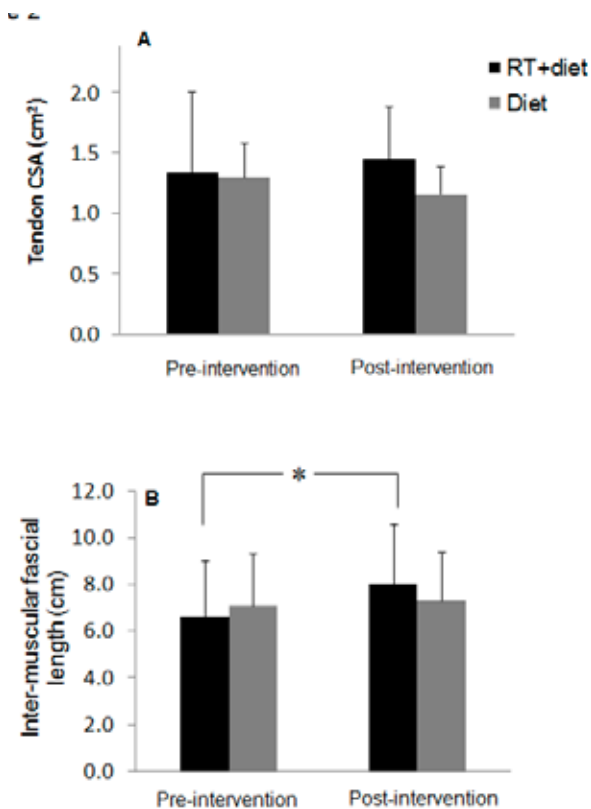 A
RT+diet
Diet
Tendon CSA (cm²)
2.0
1.5
1.0
0.5
0.0
Pre-intervention Post-intervention
B
*
Inter-muscular fascial
length (cm)
12.0
10.0
8.0
6.0
4.0
2.0
0.0
Pre-intervention Post-intervention